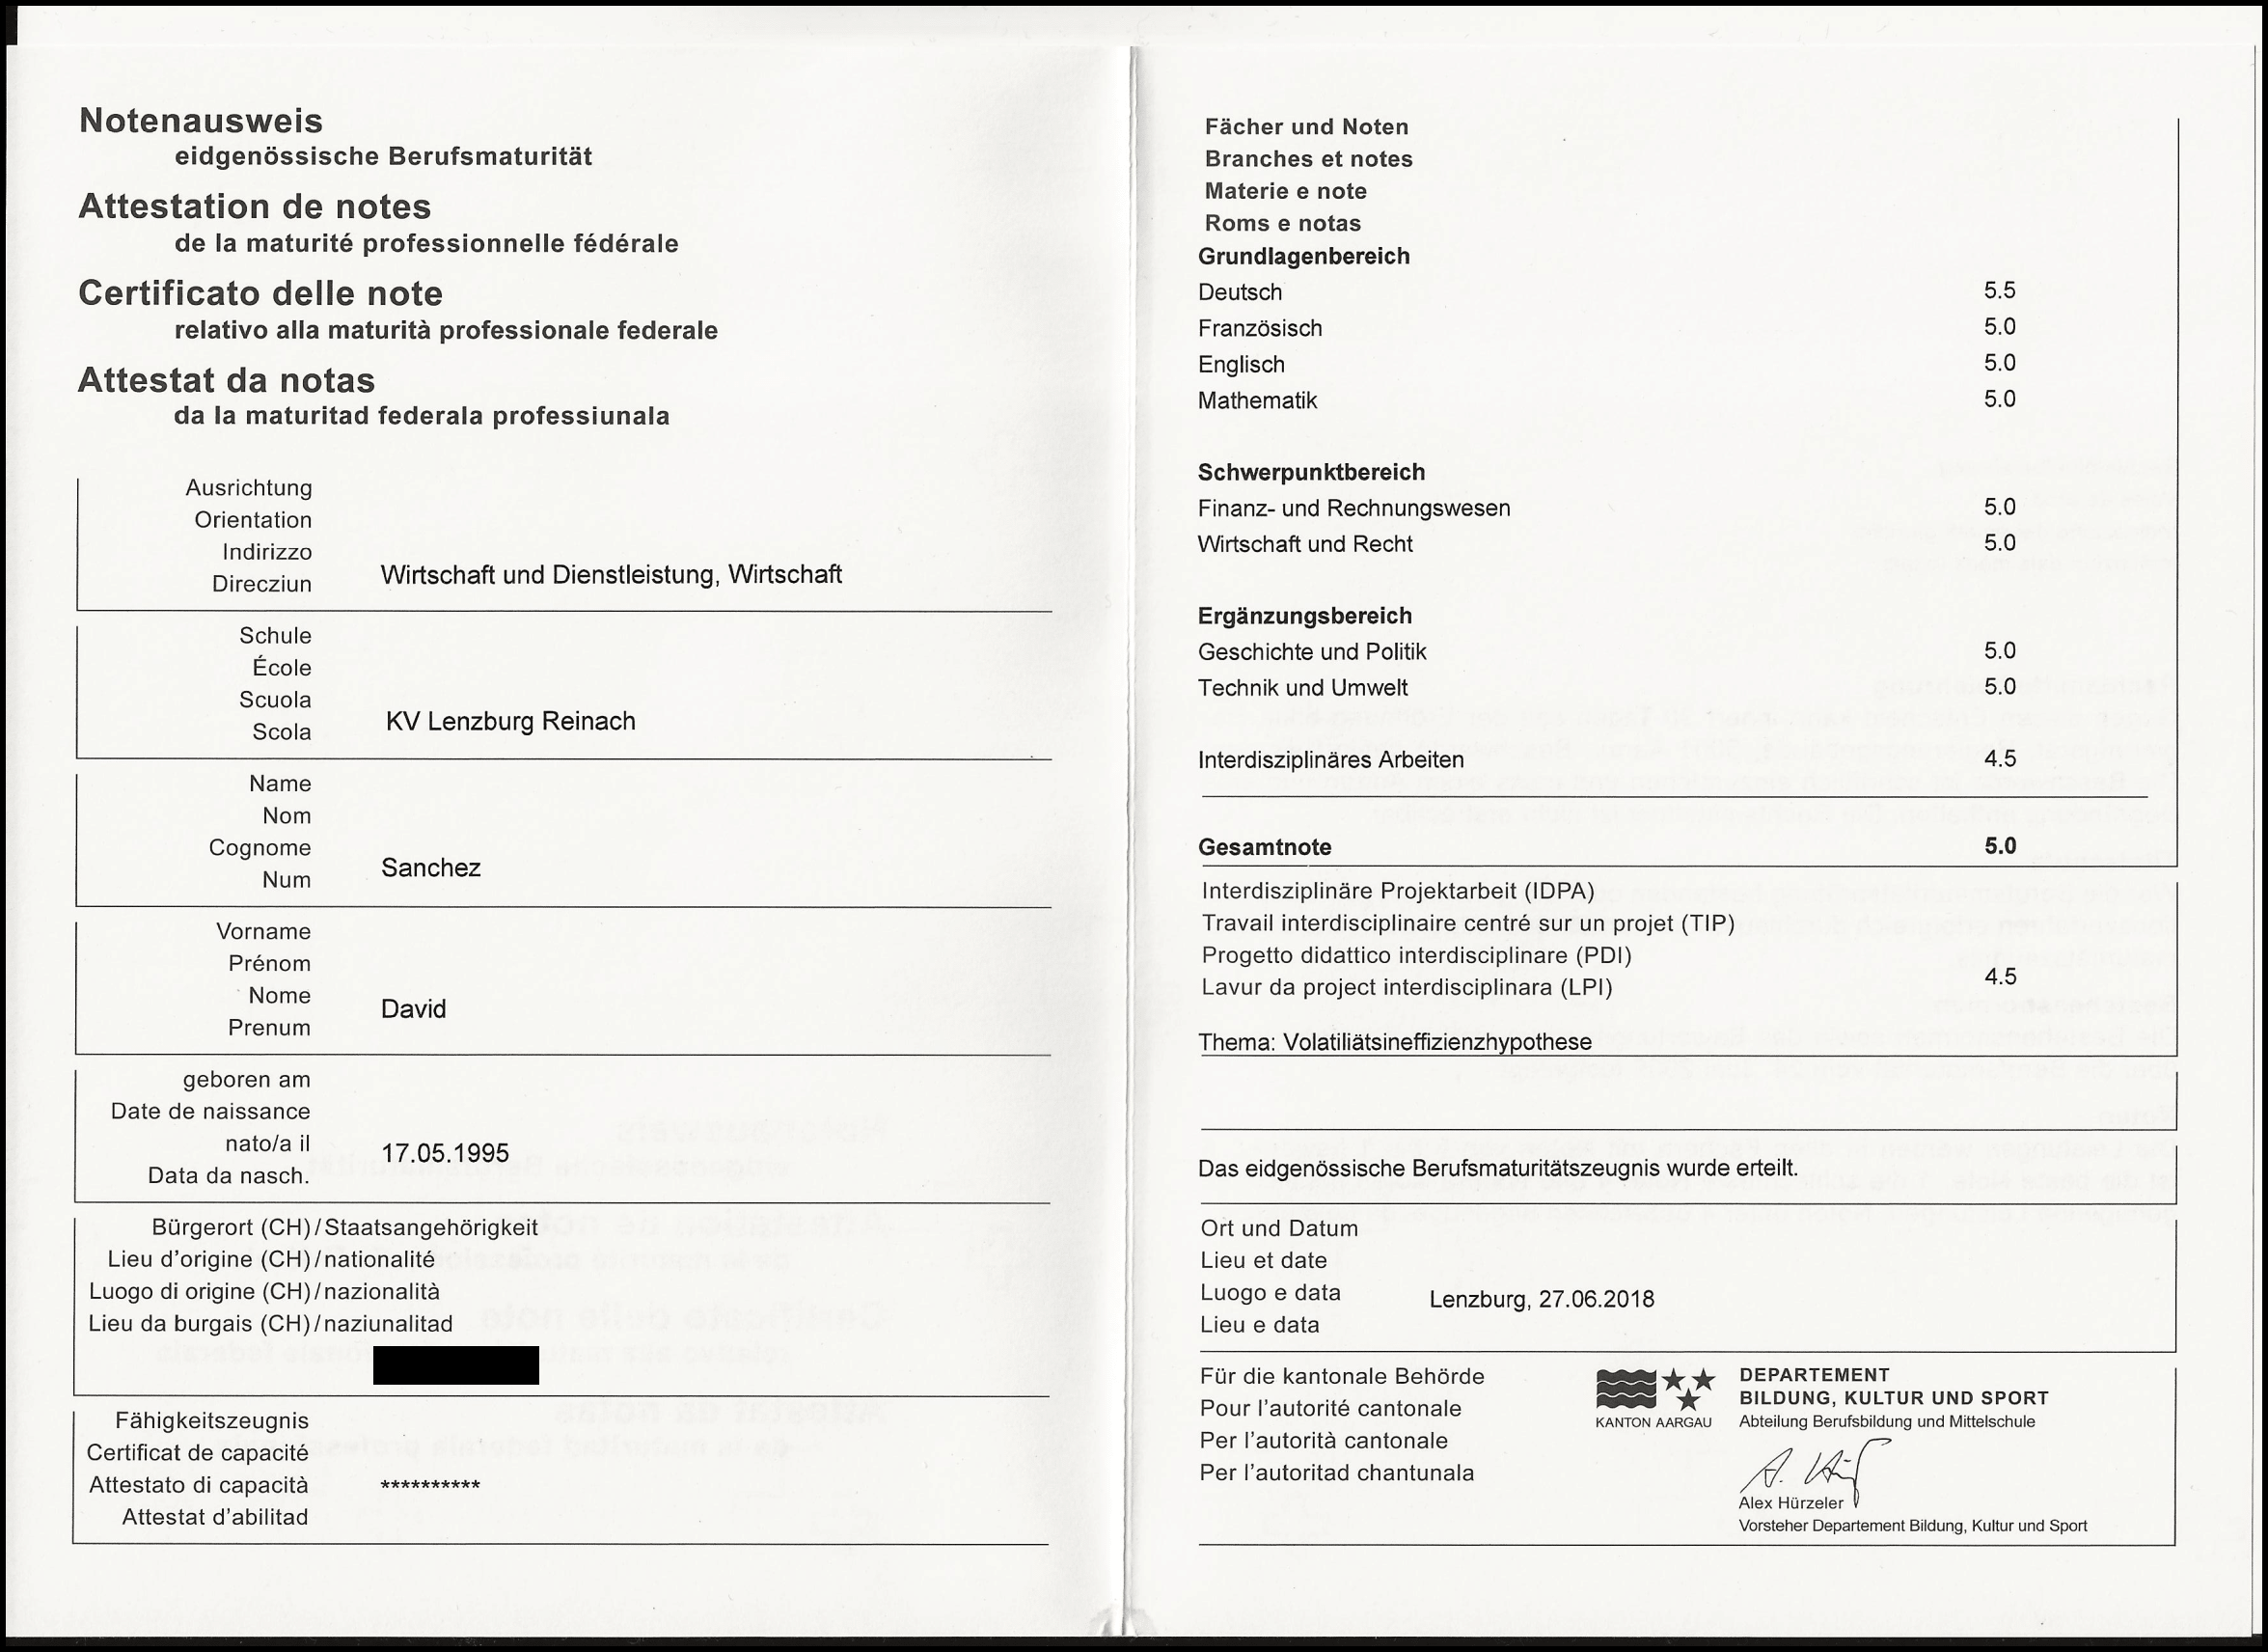 Notenausweis
eidgenössische Berufsmaturität
Attestation de notes
de la maturité professionnelle fédérale
Certificato delle note
relativo alla maturità professionale federale
Attestat da notas
da la maturitad federala professiunala
Ausrichtung
Orientation
Indirizzo
Direcziun
Wirtschaft und Dienstleistung, Wirtschaft
Schule
École
Scuola
Scola
KV Lenzburg Reinach
Name
Nom
Cognome
Num
Sanchez
Vorname
Prénom
Nome
Prenum
David
geboren am
Date de naissance
nato/a il
Data da nasch.
17.05.1995
Bürgerort (CH)/Staatsangehörigkeit
Lieu d'origine (CH)/nationalité
Luogo di origine (CH)/nazionalità
Lieu da burgais (CH)/naziunalitad
Fähigkeitszeugnis
Certificat de capacité
Attestato di capacità
Attestat d'abilitad
**********
Fächer und Noten
Branches et notes
Materie e note
Roms e notas
Grundlagenbereich
Deutsch 5.5
Französisch 5.0
Englisch 5.0
Mathematik 5.0
Schwerpunktbereich
Finanz- und Rechnungswesen 5.0
Wirtschaft und Recht 5.0
Ergänzungsbereich
Geschichte und Politik 5.0
Technik und Umwelt 5.0
Interdisziplinäres Arbeiten 4.5
Gesamtnote 5.0
Interdisziplinäre Projektarbeit (IDPA)
Travail interdisciplinaire centré sur un projet (TIP)
Progetto didattico interdisciplinare (PDI)
Lavur da project interdisciplinara (LPI)
4.5
Thema: Volatiliätsineffizienzhypothese
Das eidgenössische Berufsmaturitätszeugnis wurde erteilt.
Ort und Datum
Lieu et date
Luogo e data
Lieu e data
Lenzburg, 27.06.2018
Für die kantonale Behörde
Pour l'autorité cantonale
Per l'autorità cantonale
Per l'autoritad chantunala
KANTON AARGAU
DEPARTEMENT
BILDUNG, KULTUR UND SPORT
Abteilung Berufsbildung und Mittelschule
Alex Hürzeler
Vorsteher Departement Bildung, Kultur und Sport